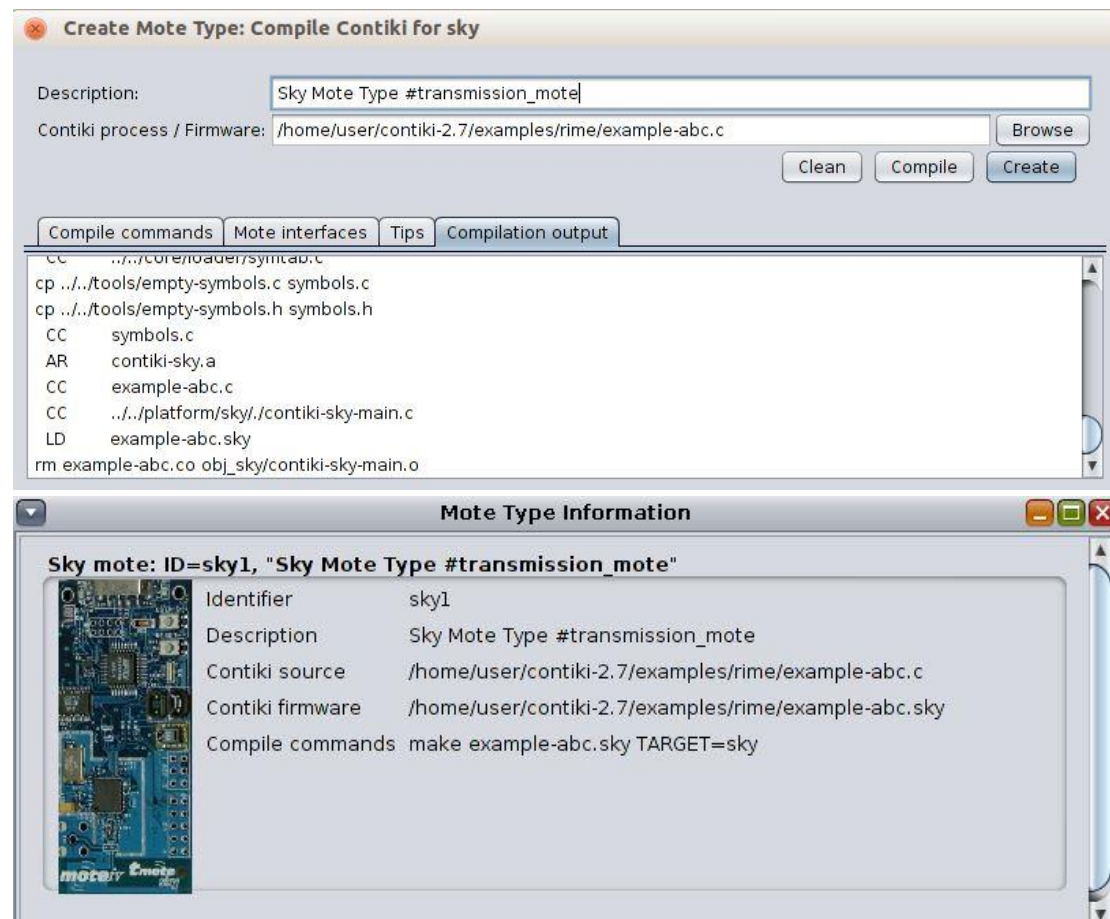 Create Mote Type: Compile Contiki for sky
Description: Sky Mote Type #transmission_mote
Contiki process / Firmware: /home/user/contiki-2.7/examples/rime/example-abc.c Browse
Clean Compile Create
Compile commands Mote interfaces Tips Compilation output
CC ../../core/loader/symtab.c
cp ../../tools/empty-symbols.c symbols.c
cp ../../tools/empty-symbols.h symbols.h
CC symbols.c
AR contiki-sky.a
CC example-abc.c
CC ../../platform/sky/./contiki-sky-main.c
LD example-abc.sky
rm example-abc.co obj_sky/contiki-sky-main.o
Mote Type Information
Sky mote: ID=sky1, "Sky Mote Type #transmission_mote"
Identifier sky1
Description Sky Mote Type #transmission_mote
Contiki source /home/user/contiki-2.7/examples/rime/example-abc.c
Contiki firmware /home/user/contiki-2.7/examples/rime/example-abc.sky
Compile commands make example-abc.sky TARGET=sky
moteiv tmote